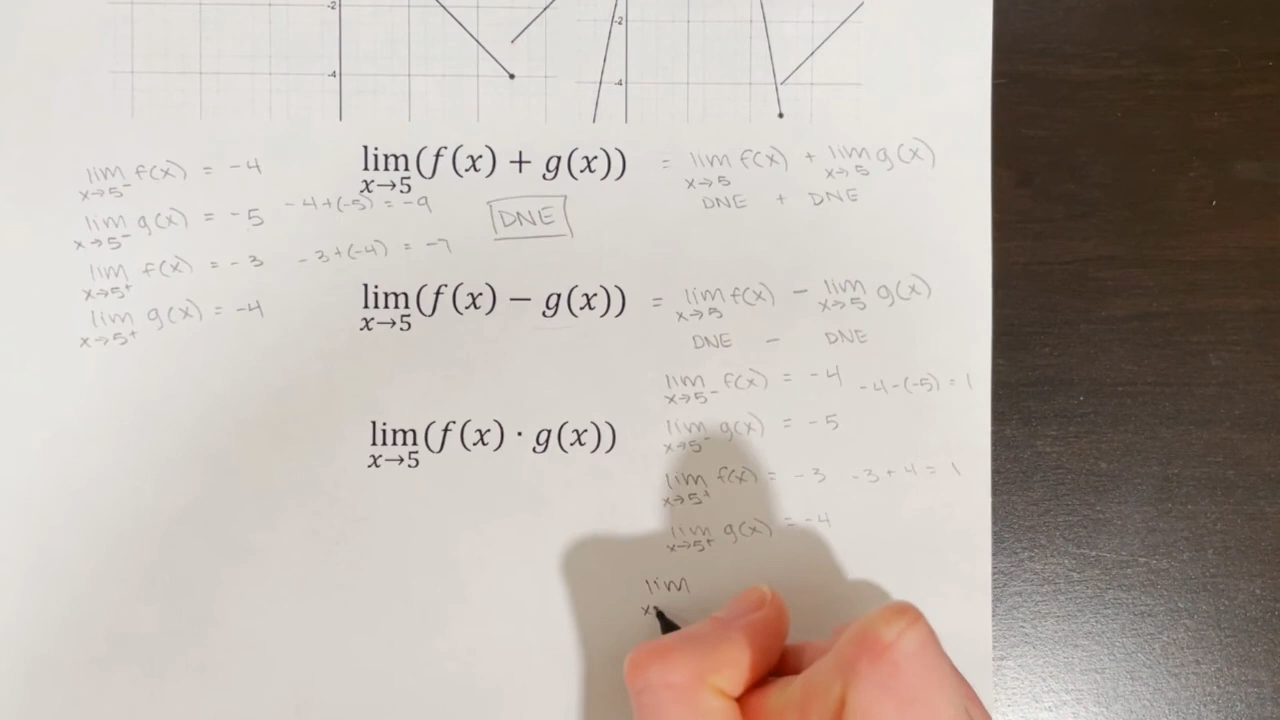 -2
-2
-4
-4
lim x→5⁻ f(x) = -4
lim x→5⁻ g(x) = -5 -4+(-5) = -9
lim x→5⁺ f(x) = -3 -3+(-4) = -7
lim x→5⁺ g(x) = -4
lim x→5 (f(x) + g(x)) = lim x→5 f(x) + lim x→5 g(x)
DNE + DNE
DNE
lim x→5 (f(x) − g(x)) = lim x→5 f(x) − lim x→5 g(x)
DNE − DNE
lim x→5⁻ f(x) = -4 -4-(-5) = 1
lim x→5⁻ g(x) = -5
lim x→5⁺ f(x) = -3 -3+4 = 1
lim x→5⁺ g(x) = -4
lim x
lim x→5 (f(x) · g(x))